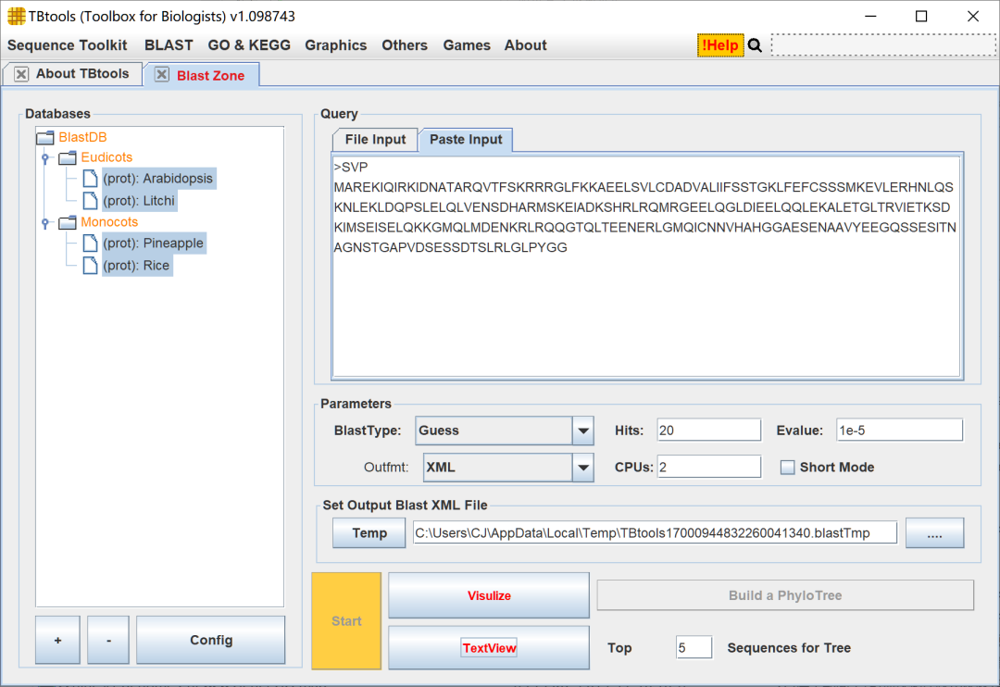 TBtools (Toolbox for Biologists) v1.098743
Sequence Toolkit BLAST GO & KEGG Graphics Others Games About !Help
About TBtools Blast Zone
Databases
BlastDB
Eudicots
(prot): Arabidopsis
(prot): Litchi
Monocots
(prot): Pineapple
(prot): Rice
+ - Config
Query
File Input Paste Input
>SVP
MAREKIQIRKIDNATARQVTFSKRRRGLFKKAEELSVLCDADVALIIFSSTGKLFEFCSSSMKEVLERHNLQS
KNLEKLDQPSLELQLVENSDHARMSKEIADKSHRLRQMRGEELQGLDIEELQQLEKALETGLTRVIETKSD
KIMSEISELQKKGMQLMDENKRLRQQGTQLTEENERLGMQICNNVHAHGGAESENAAVYEEGQSSESITN
AGNSTGAPVDSESSDTSLRLGLPYGG
Parameters
BlastType: Guess Hits: 20 Evalue: 1e-5
Outfmt: XML CPUs: 2 Short Mode
Set Output Blast XML File
Temp C:\Users\CJ\AppData\Local\Temp\TBtools17000944832260041340.blastTmp ....
Start Visulize Build a PhyloTree
TextView Top 5 Sequences for Tree